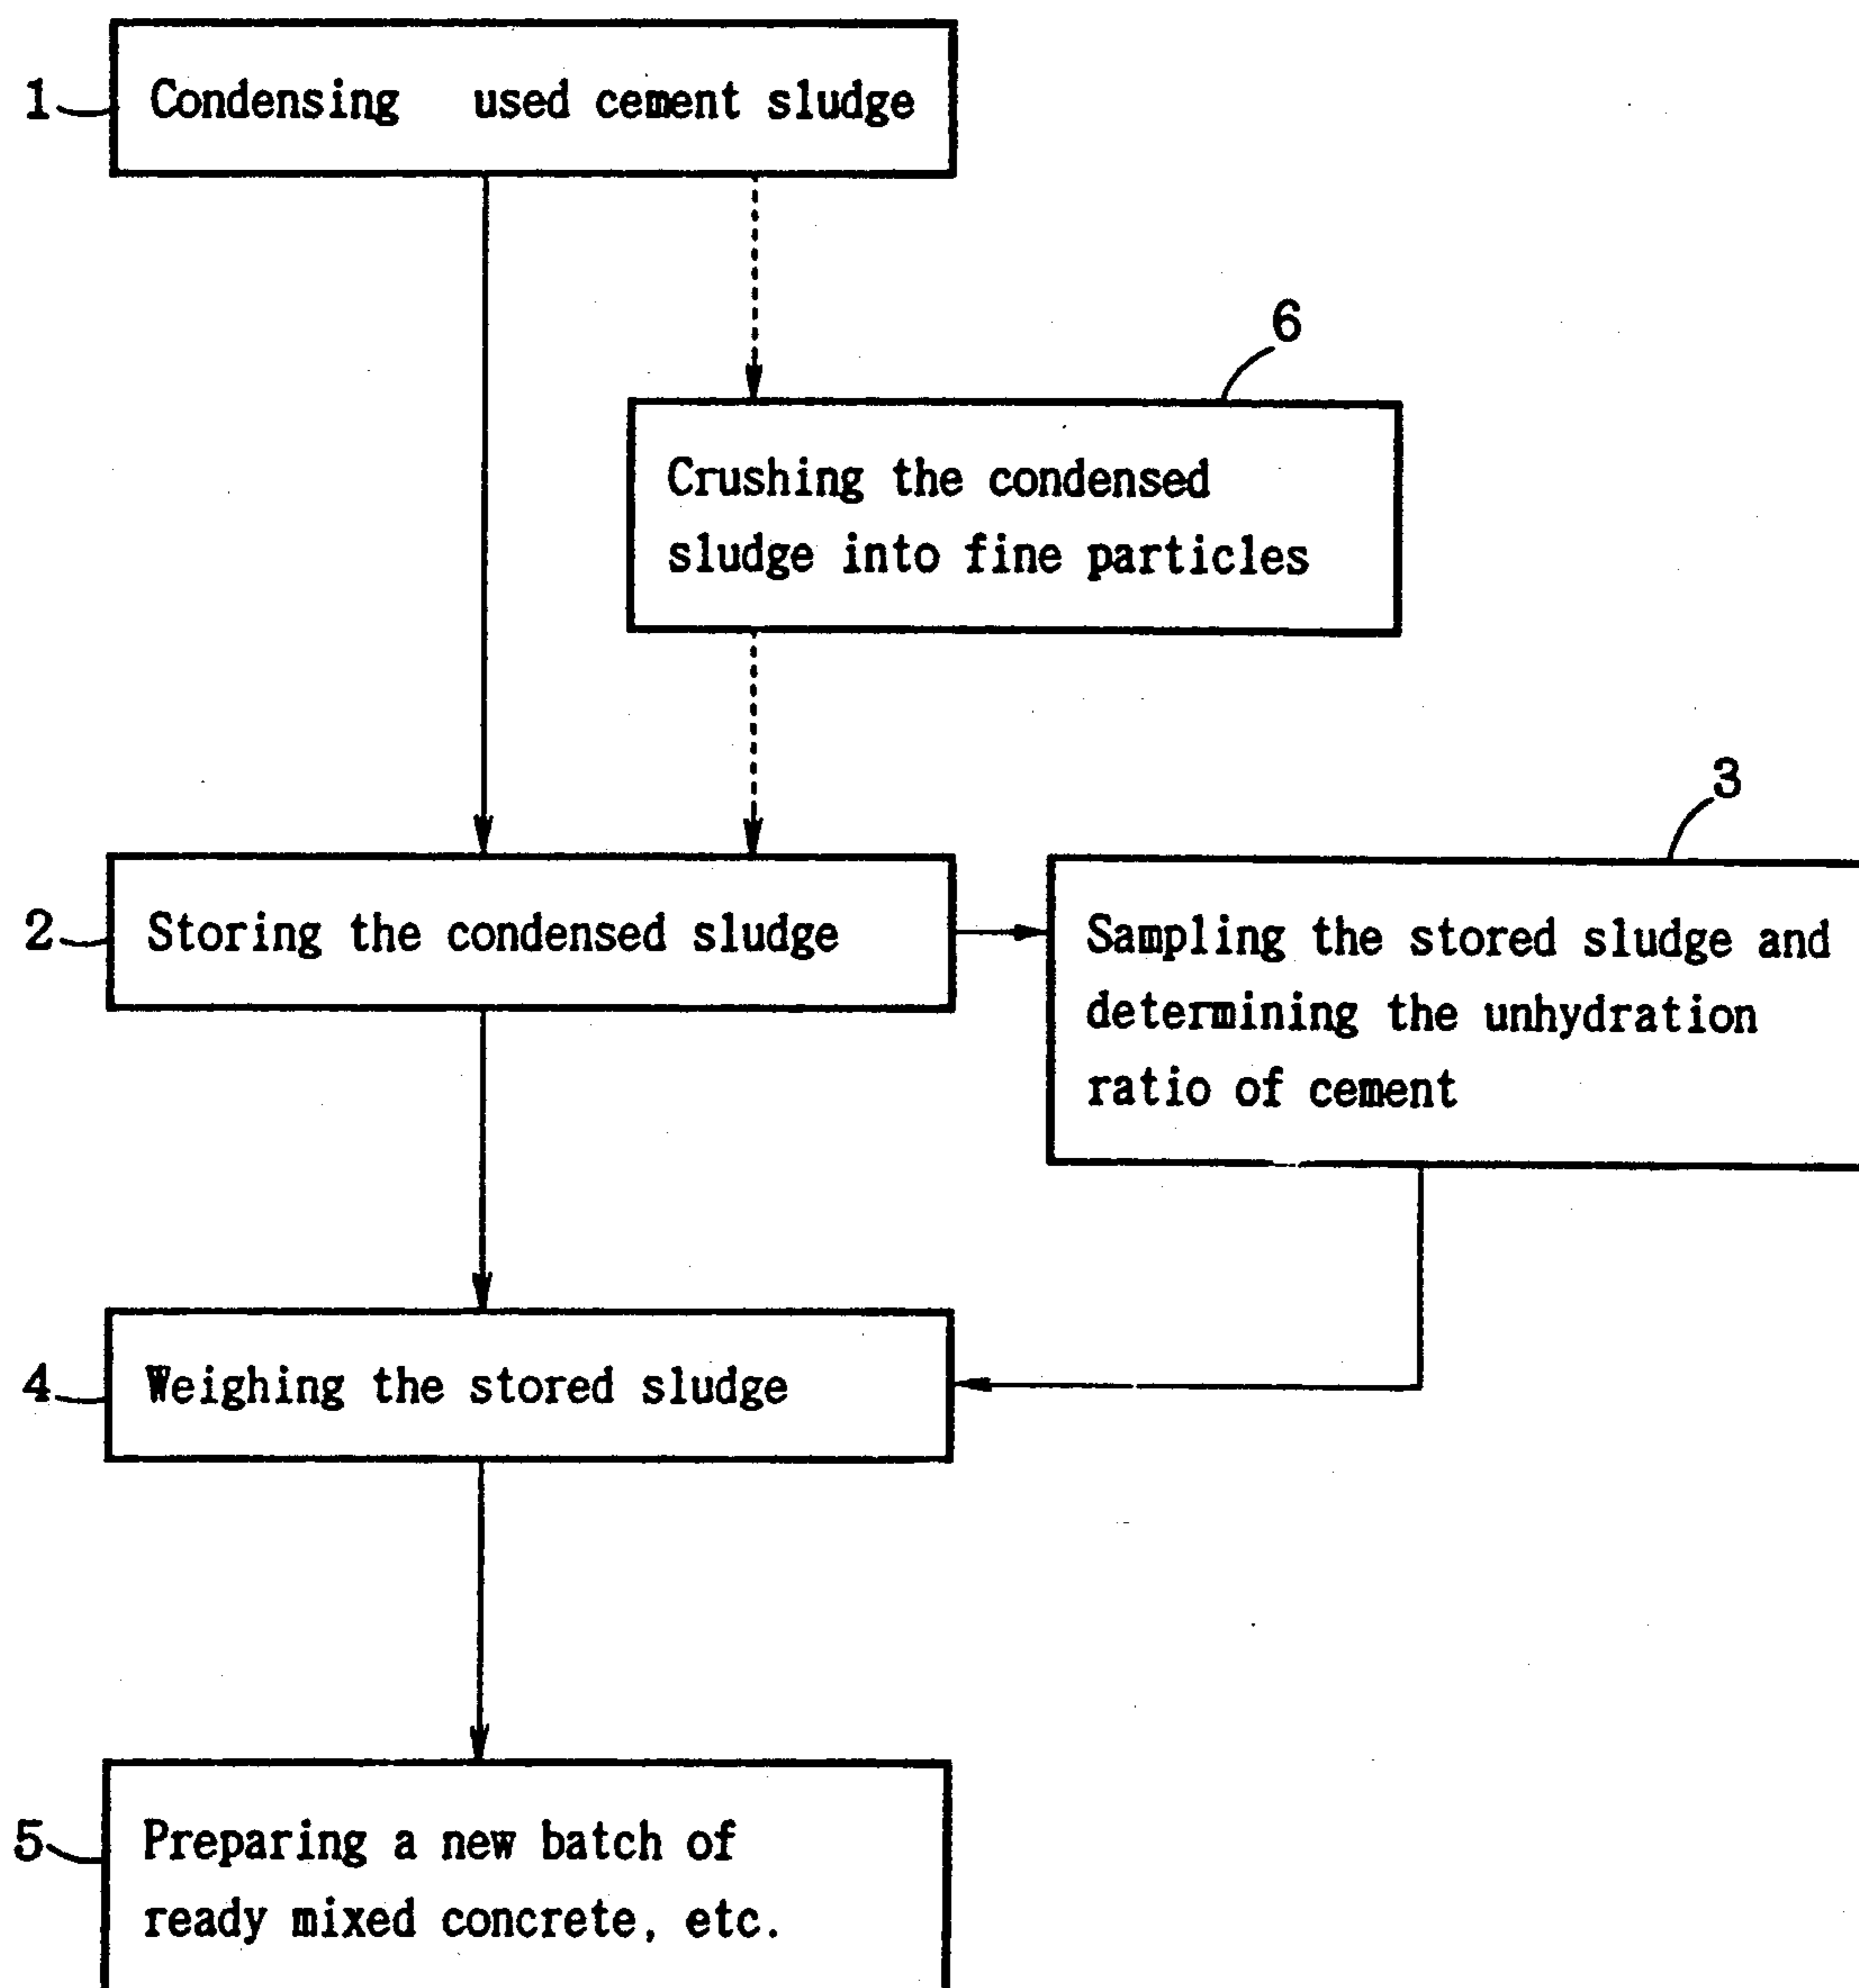 1
Condensing used cement sludge
6
Crushing the condensed
sludge into fine particles
3
2
Storing the condensed sludge
Sampling the stored sludge and
determining the unhydration
ratio of cement
4
Weighing the stored sludge
5
Preparing a new batch of
ready mixed concrete, etc.